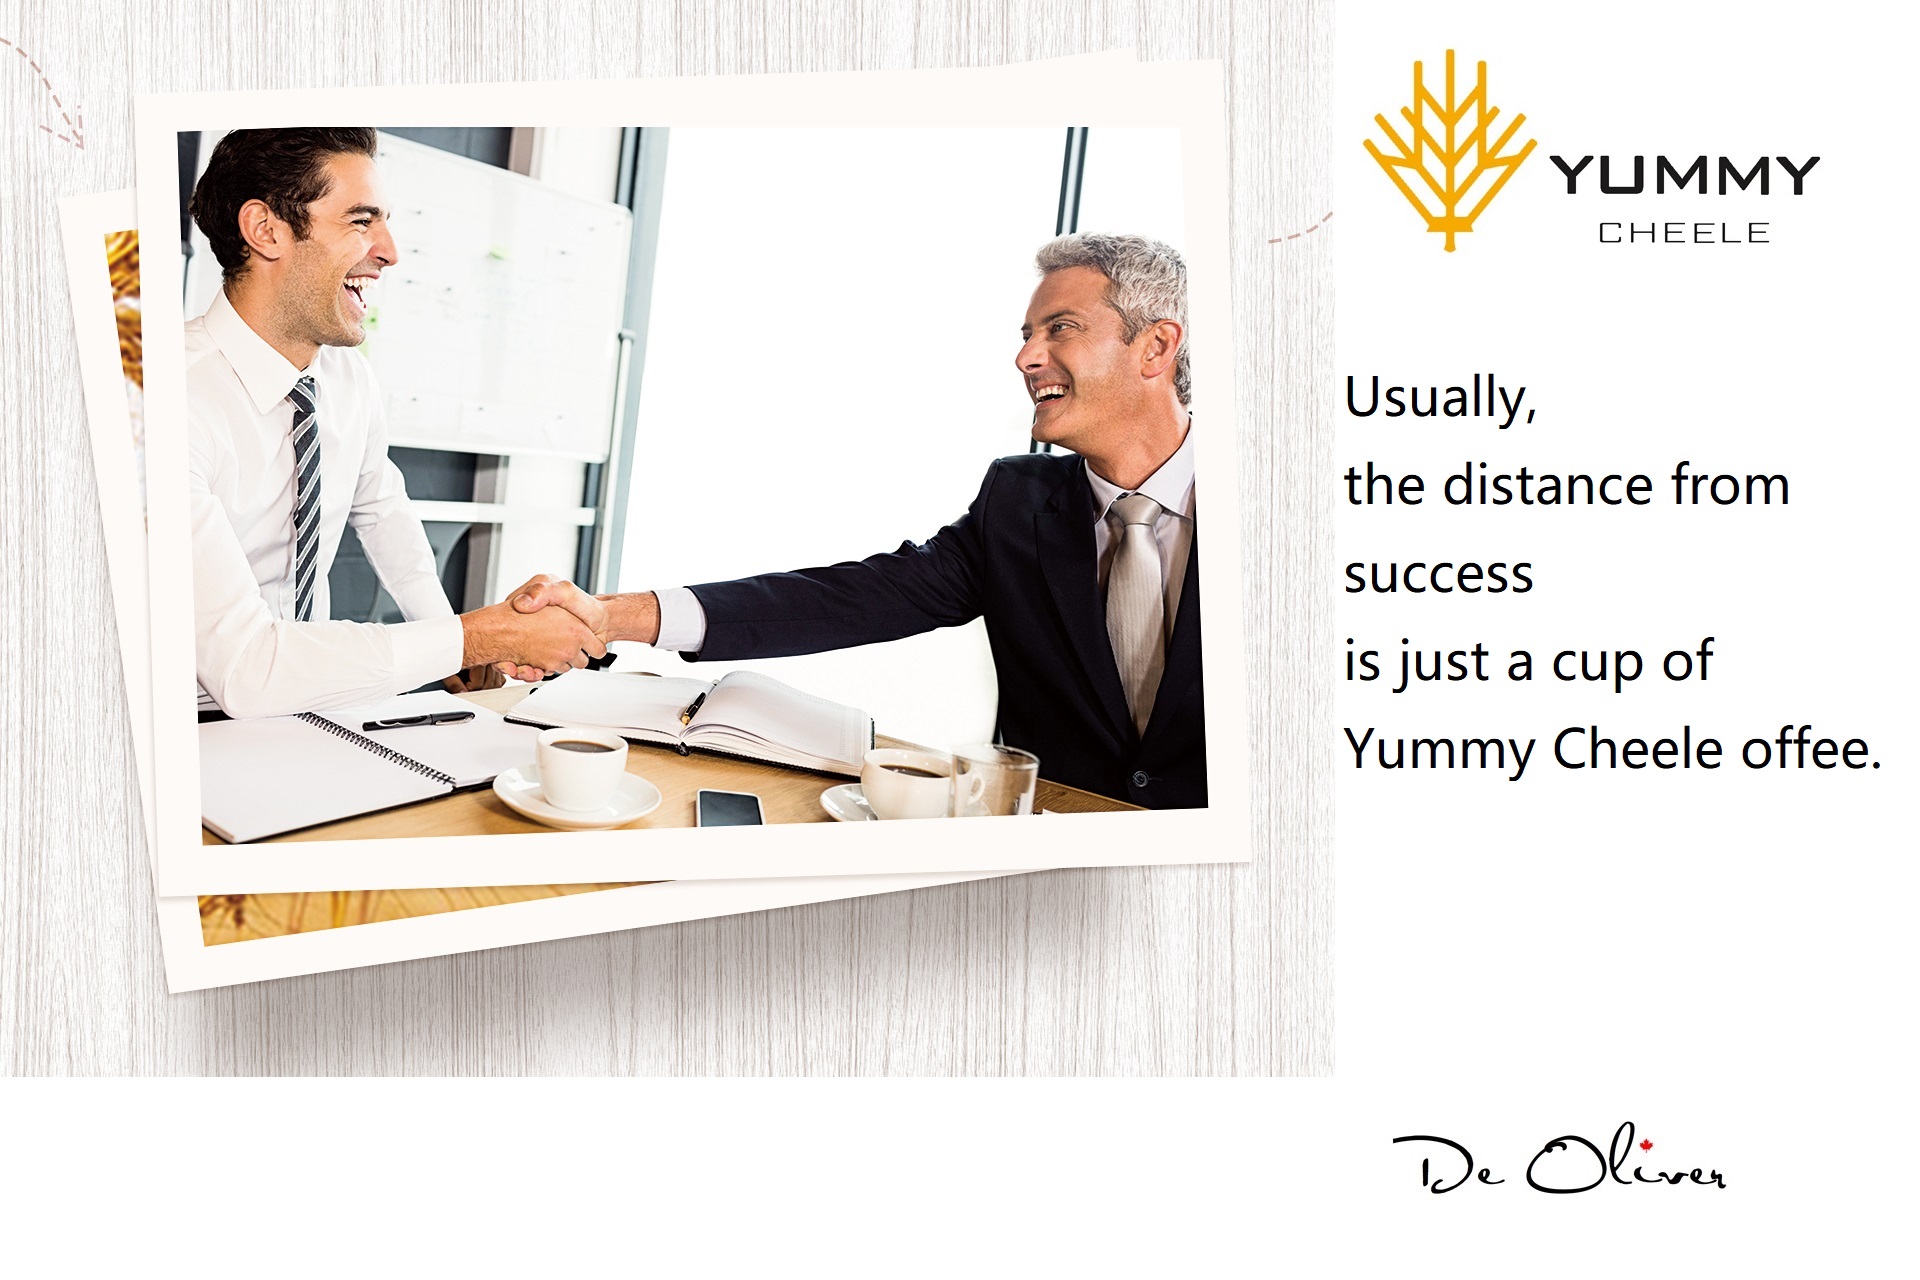 YUMMY
CHEELE
Usually,
the distance from
success
is just a cup of
Yummy Cheele offee.
De Oliver